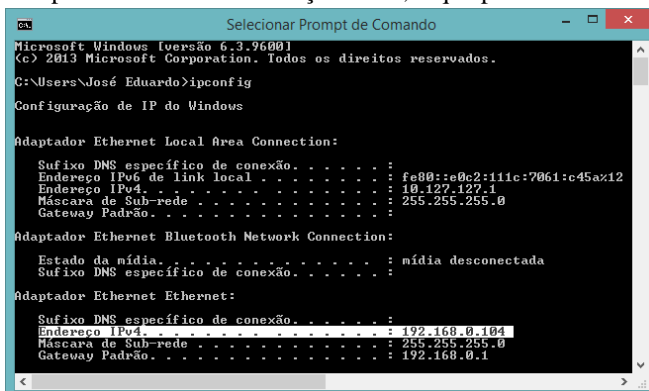 Selecionar Prompt de Comando
Microsoft Windows [versão 6.3.9600]
(c) 2013 Microsoft Corporation. Todos os direitos reservados.
C:\Users\José Eduardo>ipconfig
Configuração de IP do Windows
Adaptador Ethernet Local Area Connection:
Sufixo DNS específico de conexão. . . . . . :
Endereço IPv6 de link local . . . . . . . . : fe80::e0c2:111c:7061:c45a%12
Endereço IPv4. . . . . . . . . . . . . . . : 10.127.127.1
Máscara de Sub-rede . . . . . . . . . . . . : 255.255.255.0
Gateway Padrão. . . . . . . . . . . . . . . :
Adaptador Ethernet Bluetooth Network Connection:
Estado da mídia. . . . . . . . . . . . . . : mídia desconectada
Sufixo DNS específico de conexão. . . . . . :
Adaptador Ethernet Ethernet:
Sufixo DNS específico de conexão. . . . . . :
Endereço IPv4. . . . . . . . . . . . . . . : 192.168.0.104
Máscara de Sub-rede . . . . . . . . . . . . : 255.255.255.0
Gateway Padrão. . . . . . . . . . . . . . . : 192.168.0.1